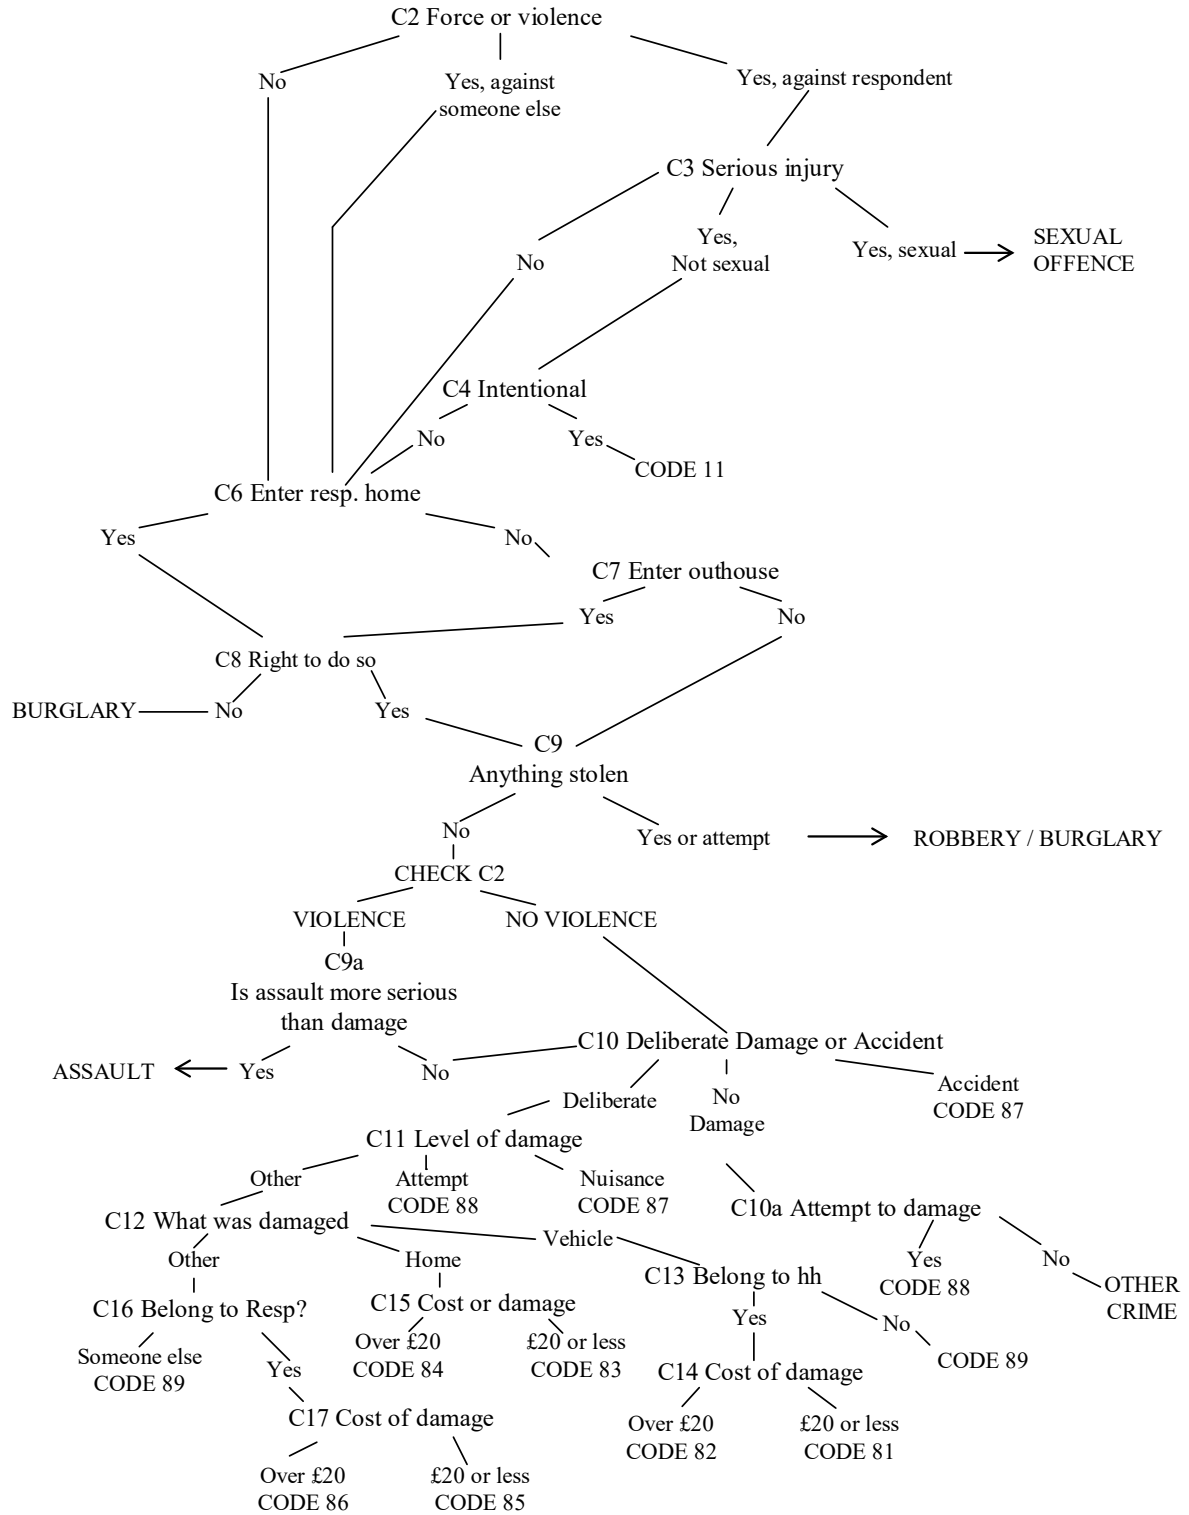 C2 Force or violence
No
Yes, against
someone else
Yes, against respondent
C3 Serious injury
No
Yes,
Not sexual
Yes, sexual
SEXUAL
OFFENCE
C4 Intentional
No
Yes
CODE 11
C6 Enter resp. home
Yes
No
C7 Enter outhouse
Yes
No
C8 Right to do so
BURGLARY
No
Yes
C9
Anything stolen
No
Yes or attempt
ROBBERY / BURGLARY
CHECK C2
VIOLENCE
NO VIOLENCE
C9a
Is assault more serious
than damage
ASSAULT
Yes
No
C10 Deliberate Damage or Accident
Deliberate
No
Damage
Accident
CODE 87
C11 Level of damage
Other
Attempt
CODE 88
Nuisance
CODE 87
C10a Attempt to damage
Yes
CODE 88
No
OTHER
CRIME
C12 What was damaged
Other
Home
Vehicle
C13 Belong to hh
Yes
No
CODE 89
C16 Belong to Resp?
C15 Cost or damage
Over £20
CODE 84
£20 or less
CODE 83
Someone else
CODE 89
Yes
C14 Cost of damage
Over £20
CODE 82
£20 or less
CODE 81
C17 Cost of damage
Over £20
CODE 86
£20 or less
CODE 85